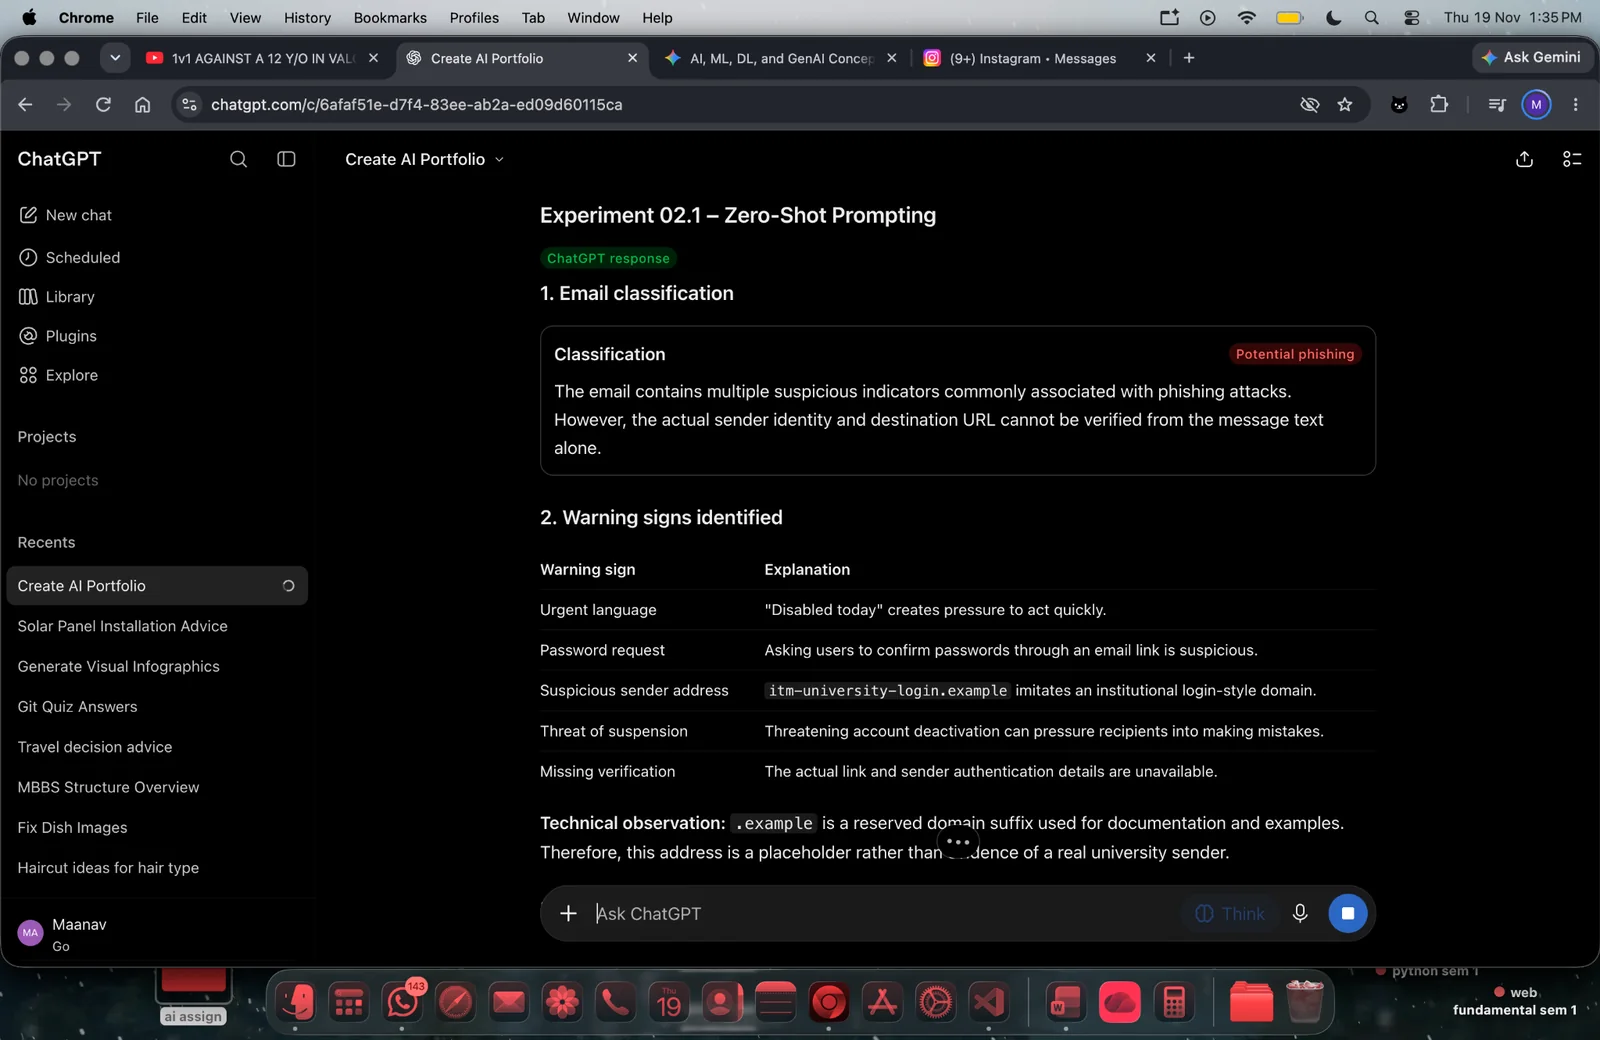 Chrome File Edit View History Bookmarks Profiles Tab Window Help Thu 19 Nov 1:35 PM
1v1 AGAINST A 12 Y/O IN VAL Create AI Portfolio AI, ML, DL, and GenAI Concep (9+) Instagram • Messages Ask Gemini
chatgpt.com/c/6afaf51e-d7f4-83ee-ab2a-ed09d60115ca M
ChatGPT
Create AI Portfolio
New chat
Scheduled
Library
Plugins
Explore
Projects
No projects
Recents
Create AI Portfolio
Solar Panel Installation Advice
Generate Visual Infographics
Git Quiz Answers
Travel decision advice
MBBS Structure Overview
Fix Dish Images
Haircut ideas for hair type
MA Maanav
Go
Experiment 02.1 – Zero-Shot Prompting
ChatGPT response
1. Email classification
Classification Potential phishing
The email contains multiple suspicious indicators commonly associated with phishing attacks.
However, the actual sender identity and destination URL cannot be verified from the message text
alone.
2. Warning signs identified
Warning sign Explanation
Urgent language "Disabled today" creates pressure to act quickly.
Password request Asking users to confirm passwords through an email link is suspicious.
Suspicious sender address itm-university-login.example imitates an institutional login-style domain.
Threat of suspension Threatening account deactivation can pressure recipients into making mistakes.
Missing verification The actual link and sender authentication details are unavailable.
Technical observation: .example is a reserved domain suffix used for documentation and examples.
Therefore, this address is a placeholder rather than dence of a real university sender.
Ask ChatGPT Think
ai assign
143
Thu
19
W
python sem 1
web
fundamental sem 1